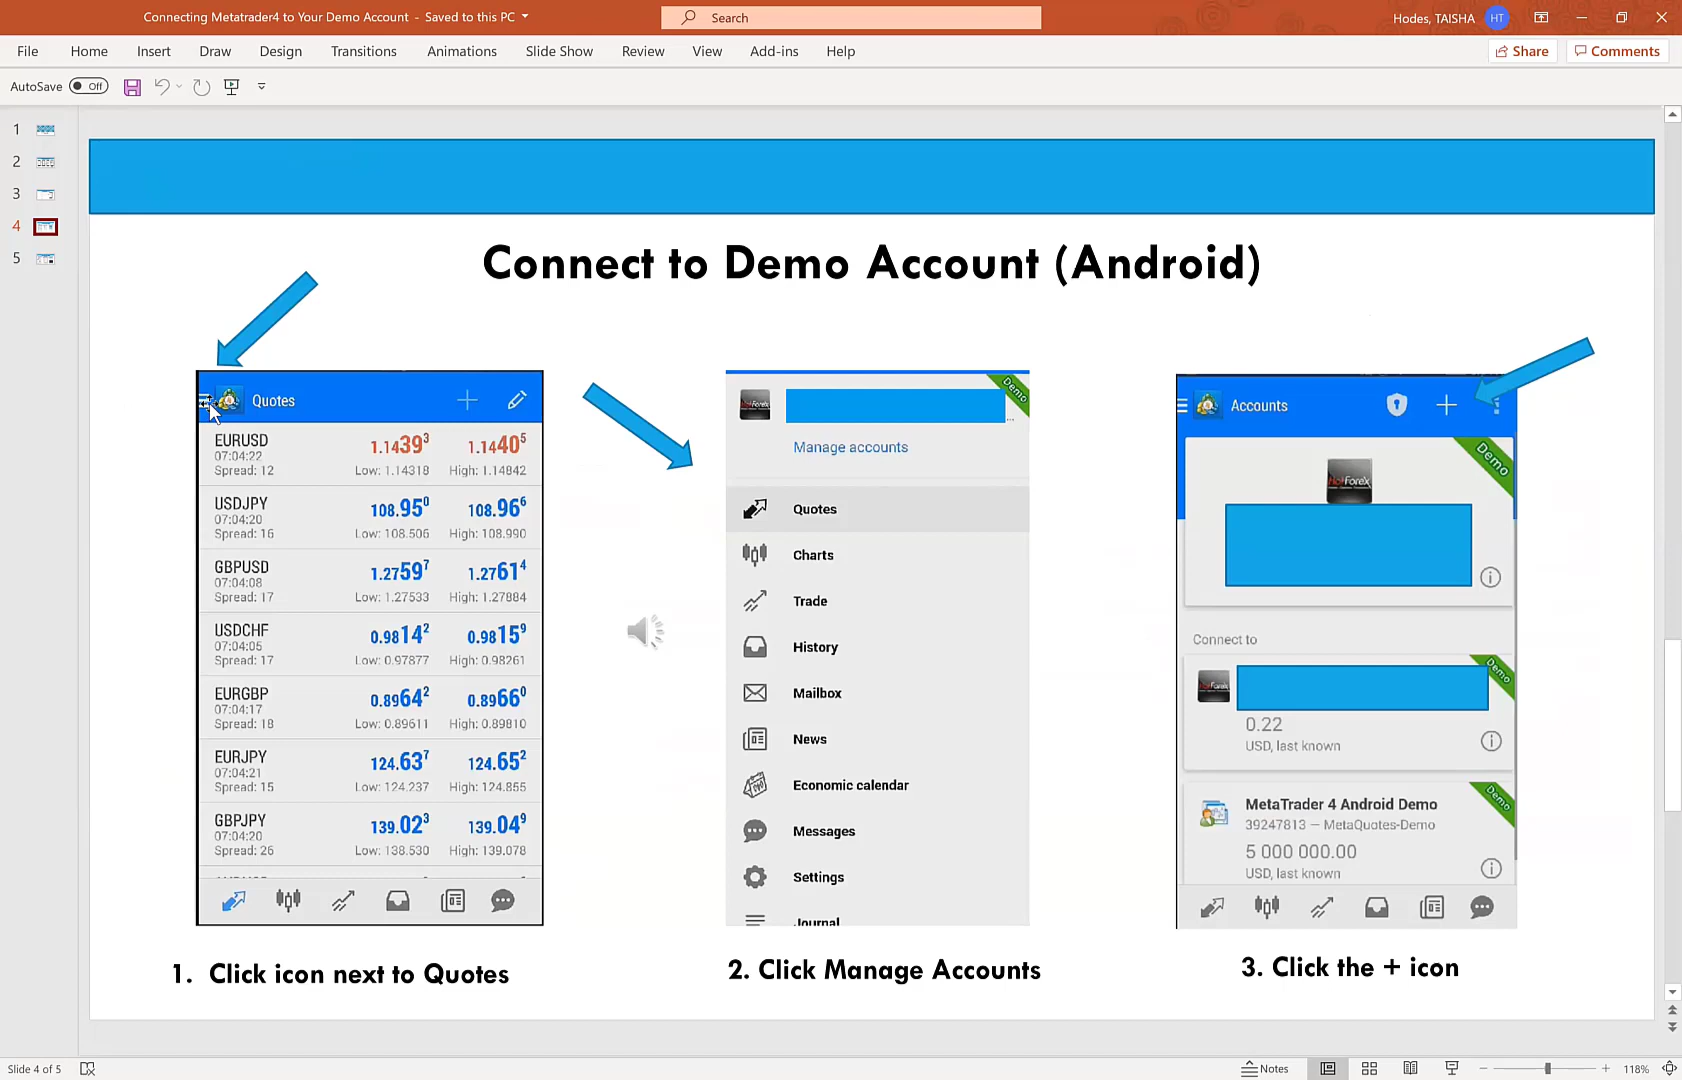 Connecting Metatrader4 to Your Demo Account - Saved to this PC
Search
Hodes, TAISHA
HT
File Home Insert Draw Design Transitions Animations Slide Show Review View Add-ins Help
Share
Comments
AutoSave Off
1
2
3
4
5
Connect to Demo Account (Android)
Quotes
EURUSD
07:04:22
Spread: 12
1.14393 1.14405
Low: 1.14318 High: 1.14842
USDJPY
07:04:20
Spread: 16
108.950 108.966
Low: 108.506 High: 108.990
GBPUSD
07:04:08
Spread: 17
1.27597 1.27614
Low: 1.27533 High: 1.27884
USDCHF
07:04:05
Spread: 17
0.98142 0.98159
Low: 0.97877 High: 0.98261
EURGBP
07:04:17
Spread: 18
0.89642 0.89660
Low: 0.89611 High: 0.89810
EURJPY
07:04:21
Spread: 15
124.637 124.652
Low: 124.237 High: 124.855
GBPJPY
07:04:20
Spread: 26
139.023 139.049
Low: 138.530 High: 139.078
1. Click icon next to Quotes
HotForex
Demo
...
Manage accounts
Quotes
Charts
Trade
History
Mailbox
News
Economic calendar
Messages
Settings
Journal
2. Click Manage Accounts
Accounts
Demo
HotForex
Connect to
HotForex
Demo
0.22
USD, last known
Demo
MetaTrader 4 Android Demo
39247813 — MetaQuotes-Demo
5 000 000.00
USD, last known
3. Click the + icon
Slide 4 of 5
Notes
118%